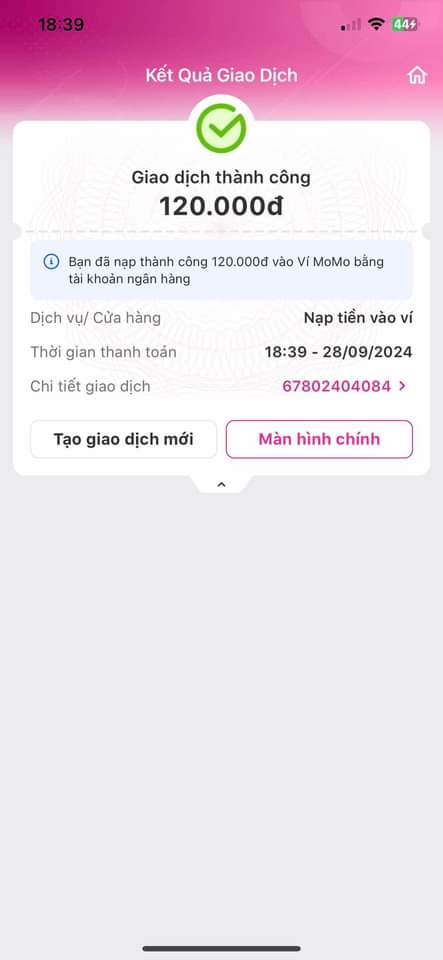 18:39
44
Kết Quả Giao Dịch
Giao dịch thành công
120.000đ
Bạn đã nạp thành công 120.000đ vào Ví MoMo bằng
tài khoản ngân hàng
Dịch vụ/ Cửa hàng
Nạp tiền vào ví
Thời gian thanh toán
18:39 - 28/09/2024
Chi tiết giao dịch
67802404084
Tạo giao dịch mới
Màn hình chính